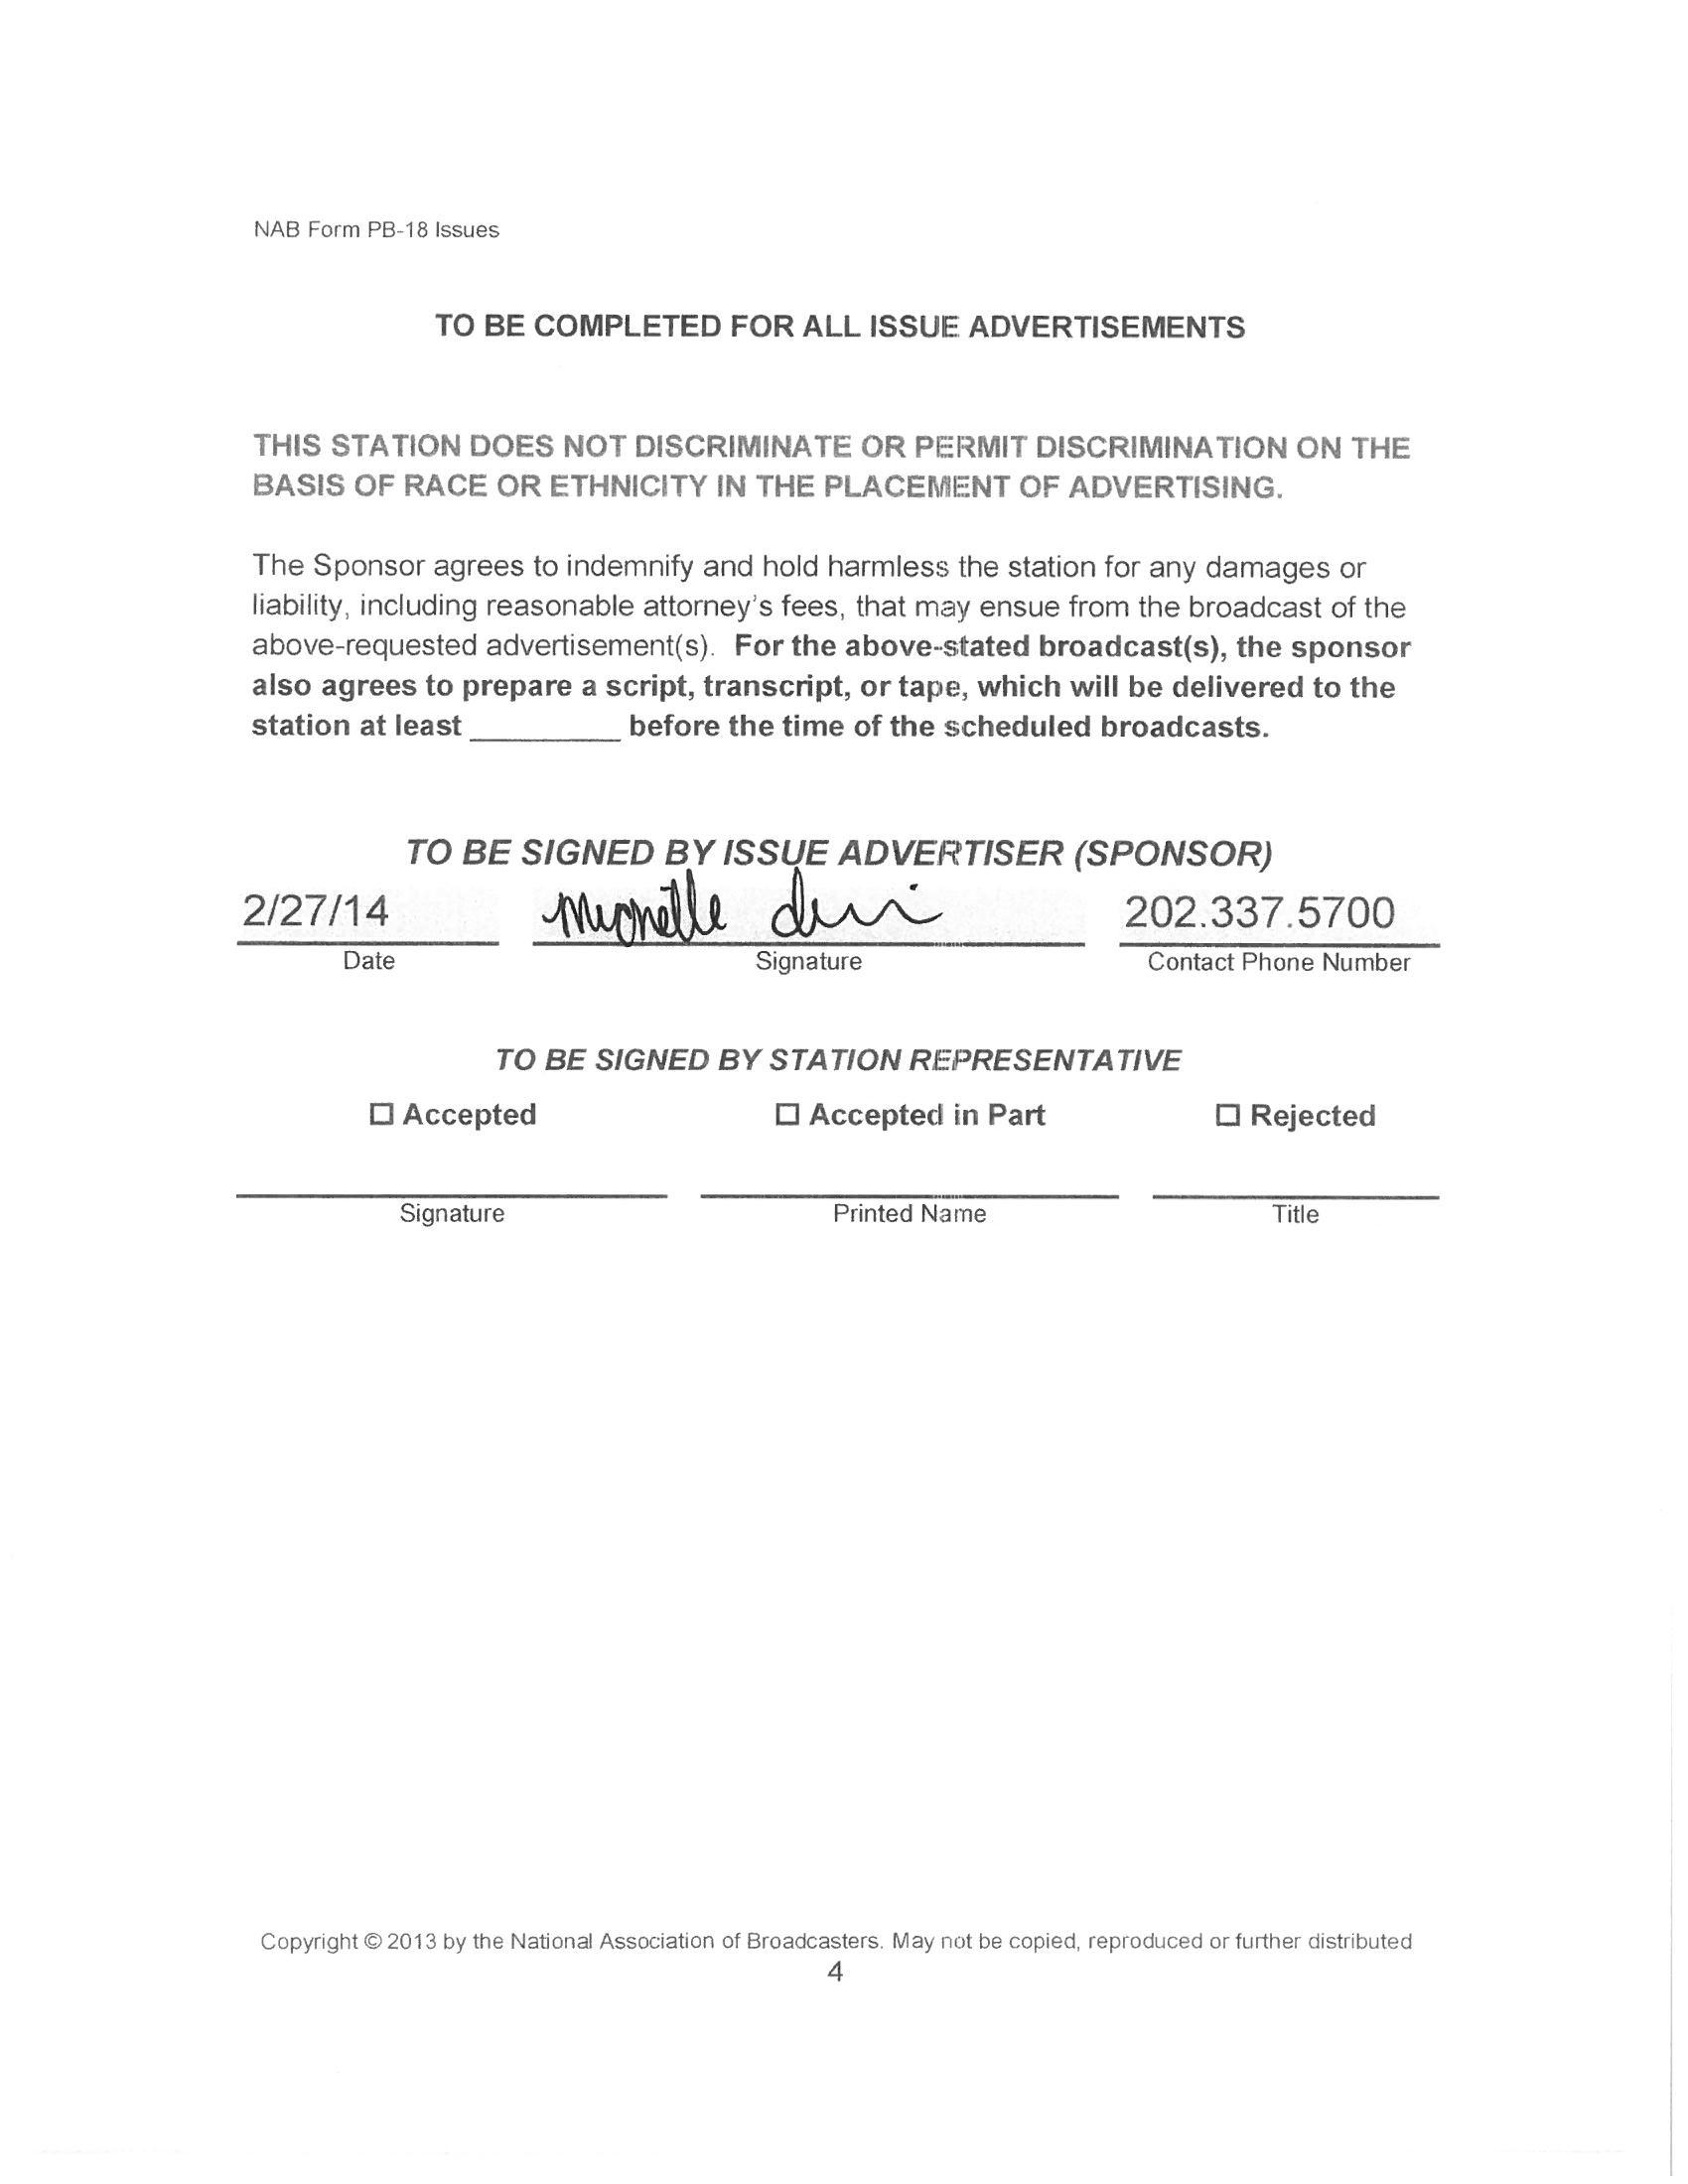 NAB Form PB-18 Issues
TO BE COMPLETED FOR ALL ISSUE ADVERTISEMENTS
THIS STATION DOES NOT DISCRIMINATE OR PERMIT DISCRIMINATION ON THE
BASIS OF RACE OR ETHNICITY IN THE PLACEMENT OF ADVERTISING.
The Sponsor agrees to indemnify and hold harmless the station for any damages or
liability, including reasonable attorney's fees, that may ensue from the broadcast of the
above-requested advertisement(s). For the above-stated broadcast(s), the sponsor
also agrees to prepare a script, transcript, or tape, which will be delivered to the
station at least _________ before the time of the scheduled broadcasts.
TO BE SIGNED BY ISSUE ADVERTISER (SPONSOR)
2/27/14 Michelle 202.337.5700
Date Signature Contact Phone Number
TO BE SIGNED BY STATION REPRESENTATIVE
☐ Accepted ☐ Accepted in Part ☐ Rejected
Signature Printed Name Title
Copyright © 2013 by the National Association of Broadcasters. May not be copied, reproduced or further distributed
4